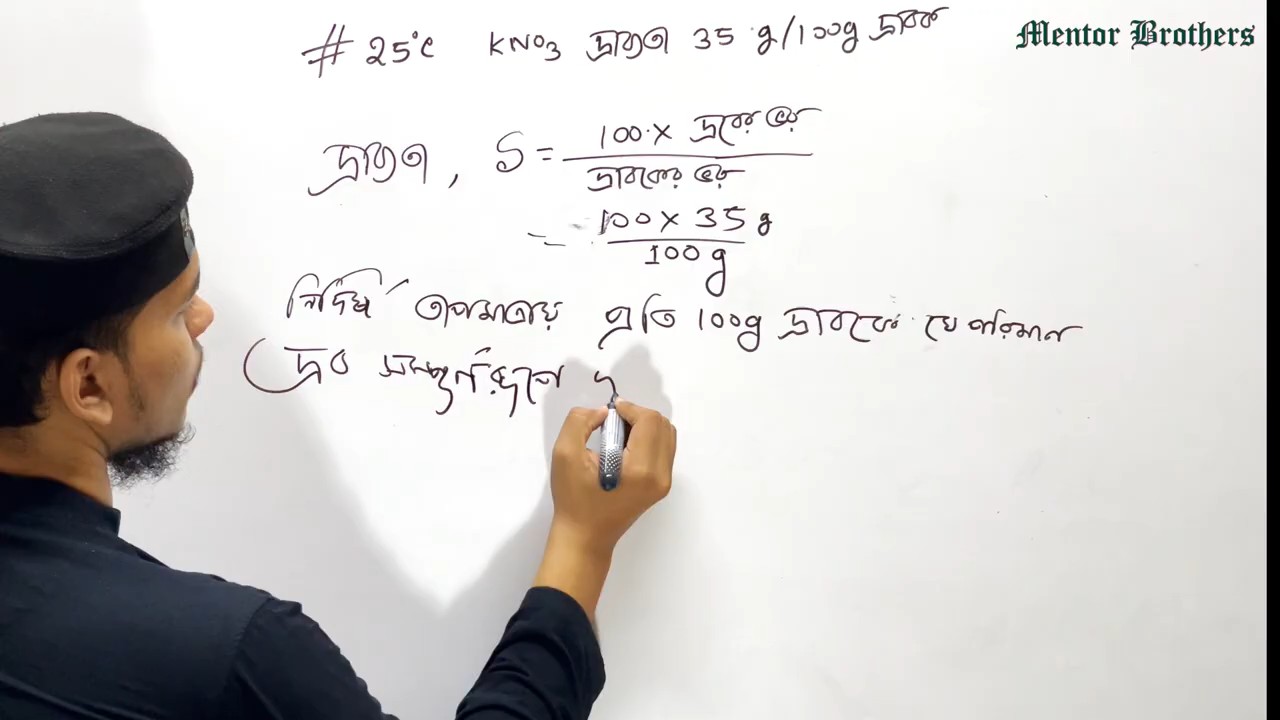 # 25°C KNO3 দ্রাব্যতা 35 g/100g দ্রাবক
Mentor Brothers
দ্রাব্যতা, S = 100 × দ্রবের ভর
দ্রাবকের ভর
= 100 × 35 g
100 g
নির্দিষ্ট তাপমাত্রায় প্রতি 100g দ্রাবকে যে পরিমান
দ্রব সম্পূর্ণরূপে